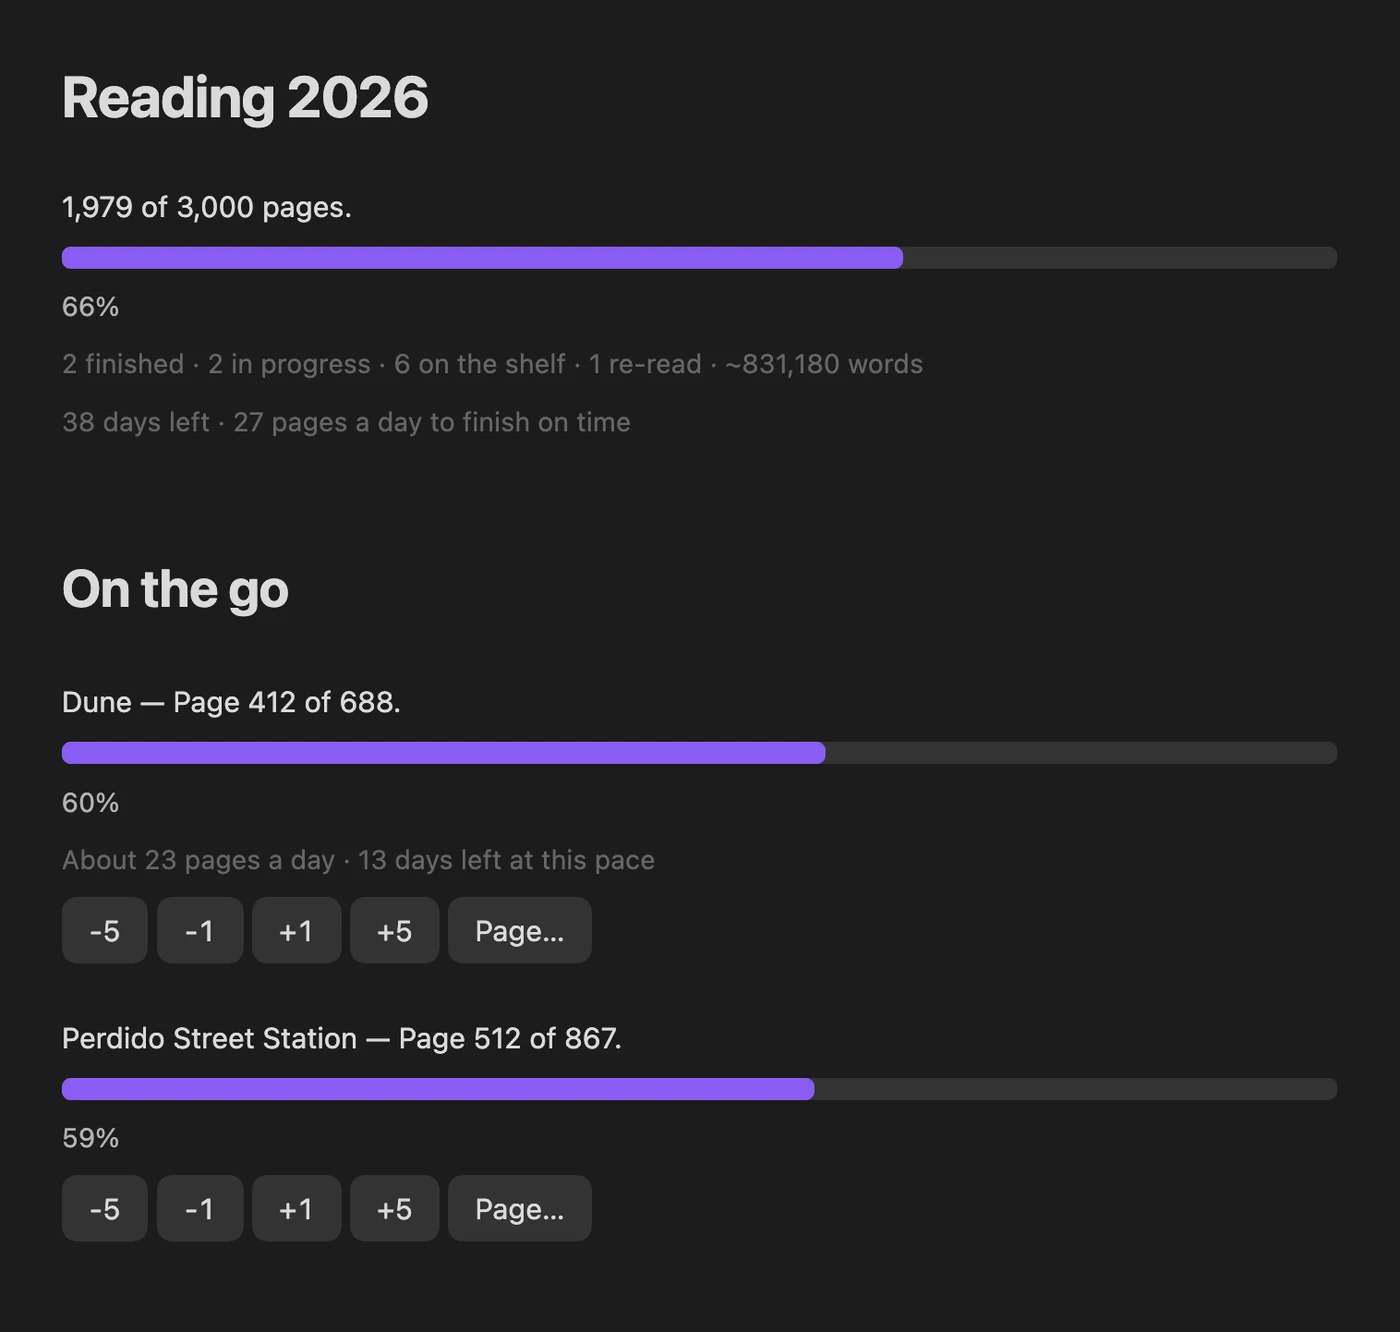 Reading 2026
1,979 of 3,000 pages.
66%
2 finished · 2 in progress · 6 on the shelf · 1 re-read · ~831,180 words
38 days left · 27 pages a day to finish on time
On the go
Dune — Page 412 of 688.
60%
About 23 pages a day · 13 days left at this pace
-5 -1 +1 +5 Page...
Perdido Street Station — Page 512 of 867.
59%
-5 -1 +1 +5 Page...